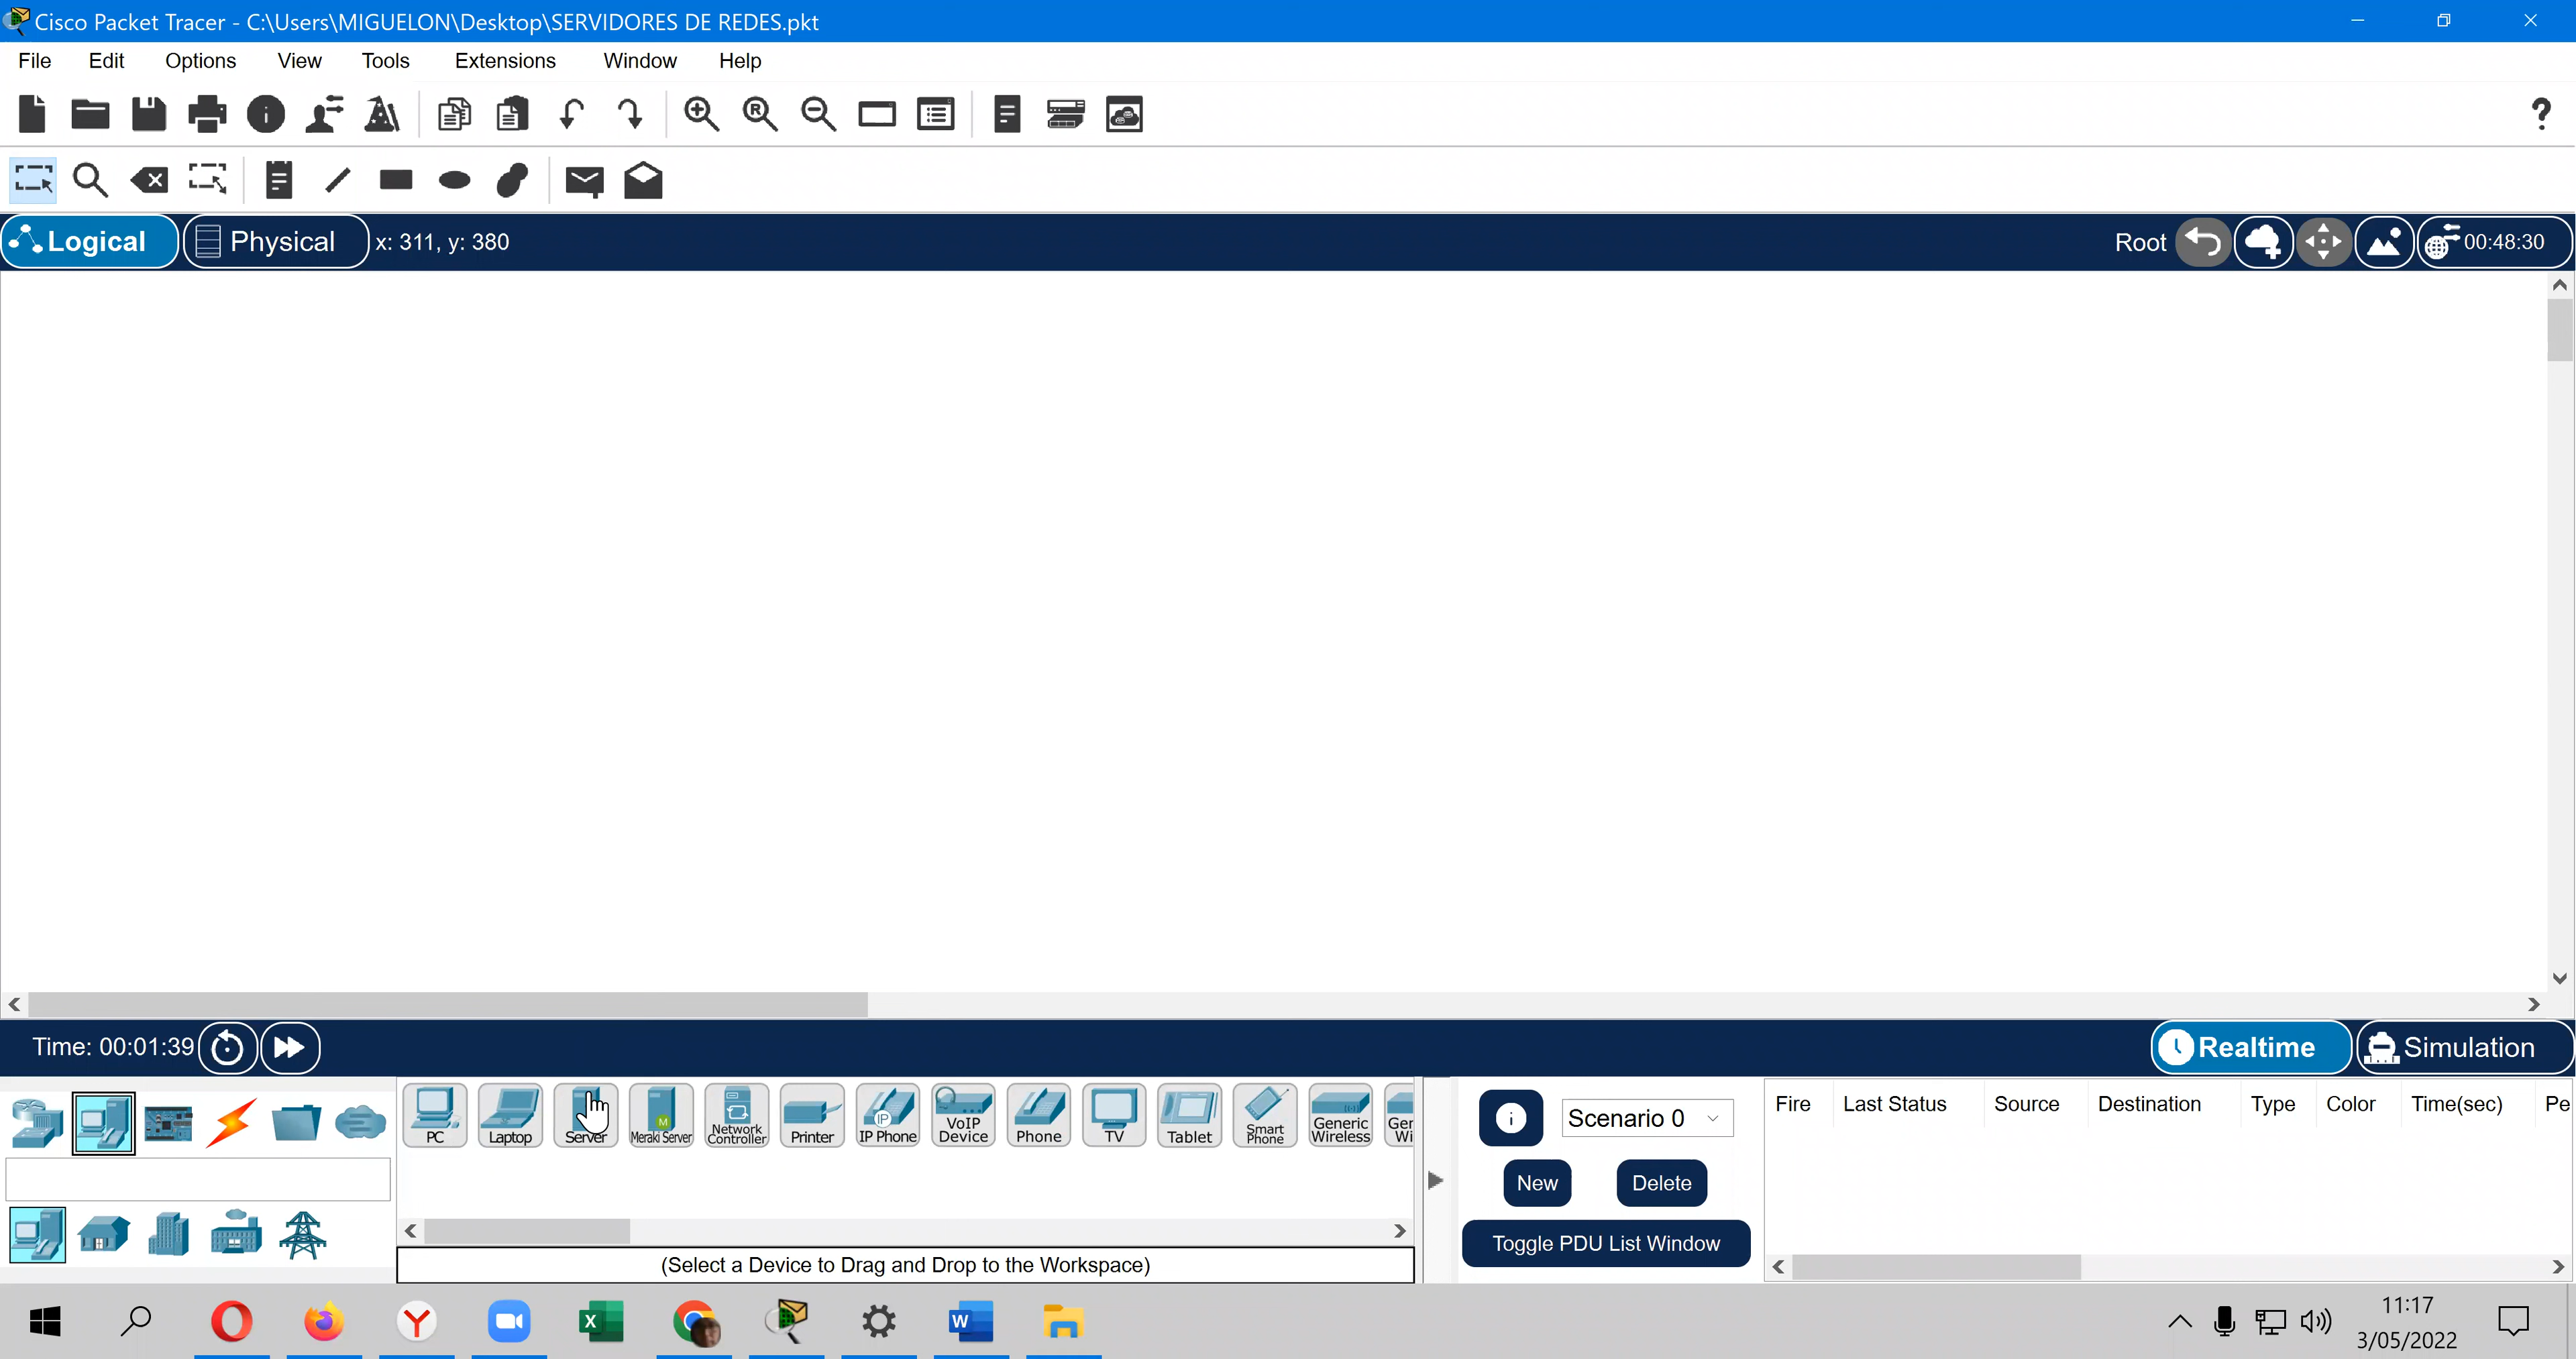 Cisco Packet Tracer - C:\Users\MIGUELON\Desktop\SERVIDORES DE REDES.pkt
File Edit Options View Tools Extensions Window Help
Logical Physical x: 311, y: 380 Root 00:48:30
Time: 00:01:39 Realtime Simulation
PC Laptop Server Meraki Server Network Controller Printer IP Phone VoIP Device Phone TV Tablet Smart Phone Generic Wireless Ger Wi
Scenario 0 Fire Last Status Source Destination Type Color Time(sec) Pe
New Delete
Toggle PDU List Window
(Select a Device to Drag and Drop to the Workspace)
11:17
3/05/2022